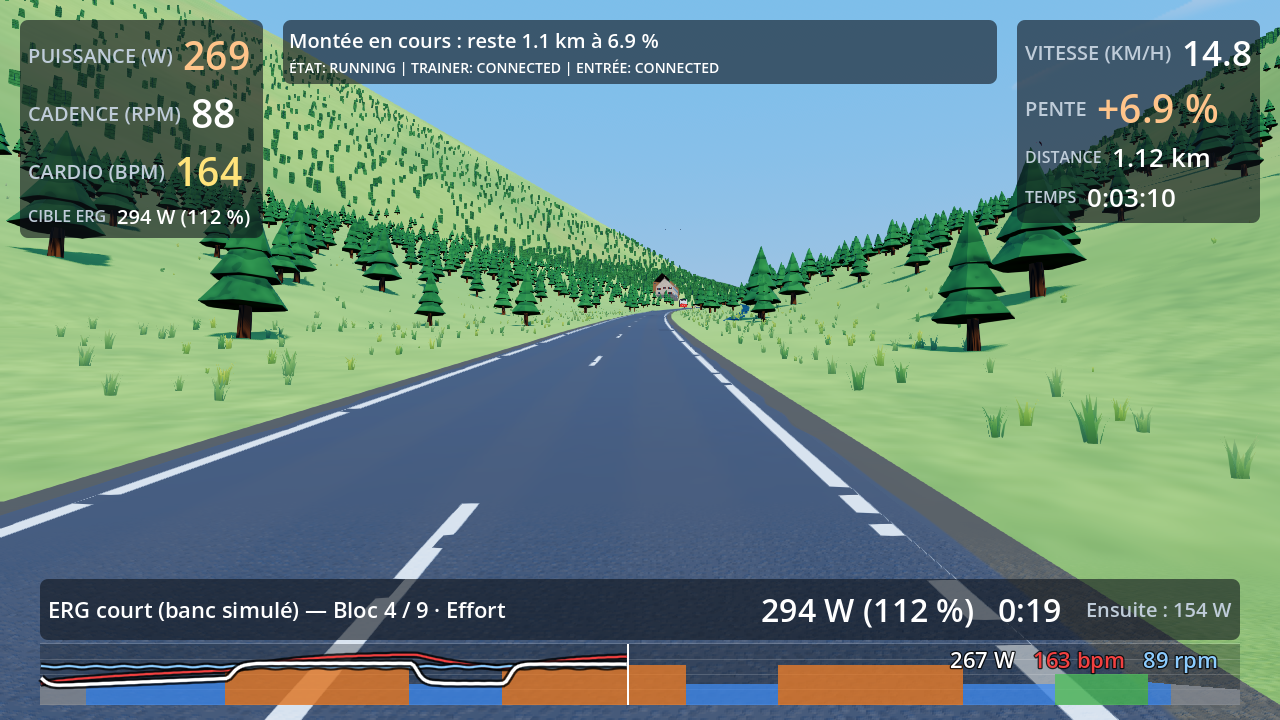 PUISSANCE (W) 269
CADENCE (RPM) 88
CARDIO (BPM) 164
CIBLE ERG 294 W (112 %)
Montée en cours : reste 1.1 km à 6.9 %
ÉTAT: RUNNING | TRAINER: CONNECTED | ENTRÉE: CONNECTED
VITESSE (KM/H) 14.8
PENTE +6.9 %
DISTANCE 1.12 km
TEMPS 0:03:10
ERG court (banc simulé) — Bloc 4 / 9 · Effort 294 W (112 %) 0:19 Ensuite : 154 W
267 W 163 bpm 89 rpm